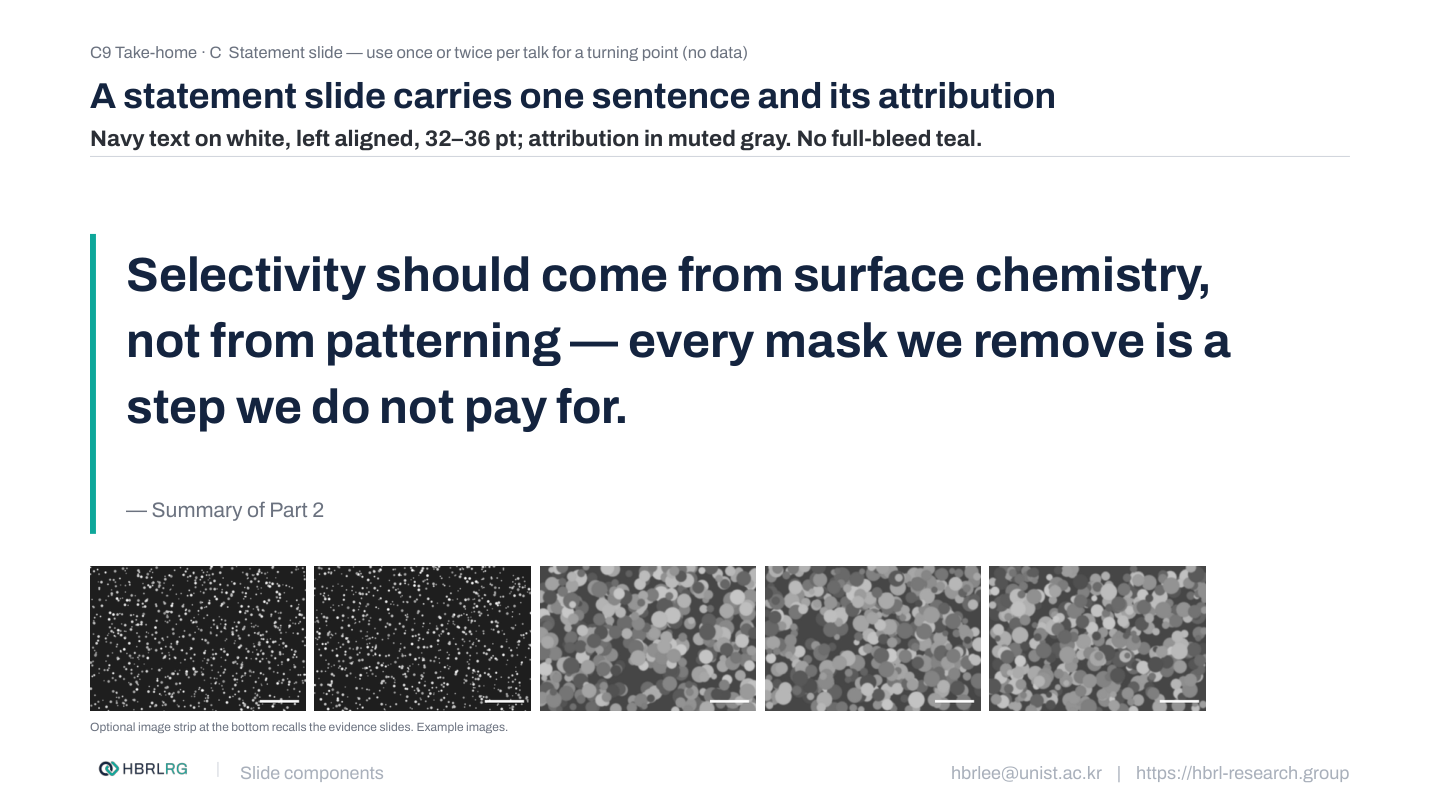 C9 Take-home · C  Statement slide — use once or twice per talk for a turning point (no data)
A statement slide carries one sentence and its attribution
Navy text on white, left aligned, 32–36 pt; attribution in muted gray. No full-bleed teal.
Selectivity should come from surface chemistry,
not from patterning — every mask we remove is a
step we do not pay for.
— Summary of Part 2
Optional image strip at the bottom recalls the evidence slides. Example images.
HBRLRG | Slide components
hbrlee@unist.ac.kr | https://hbrl-research.group